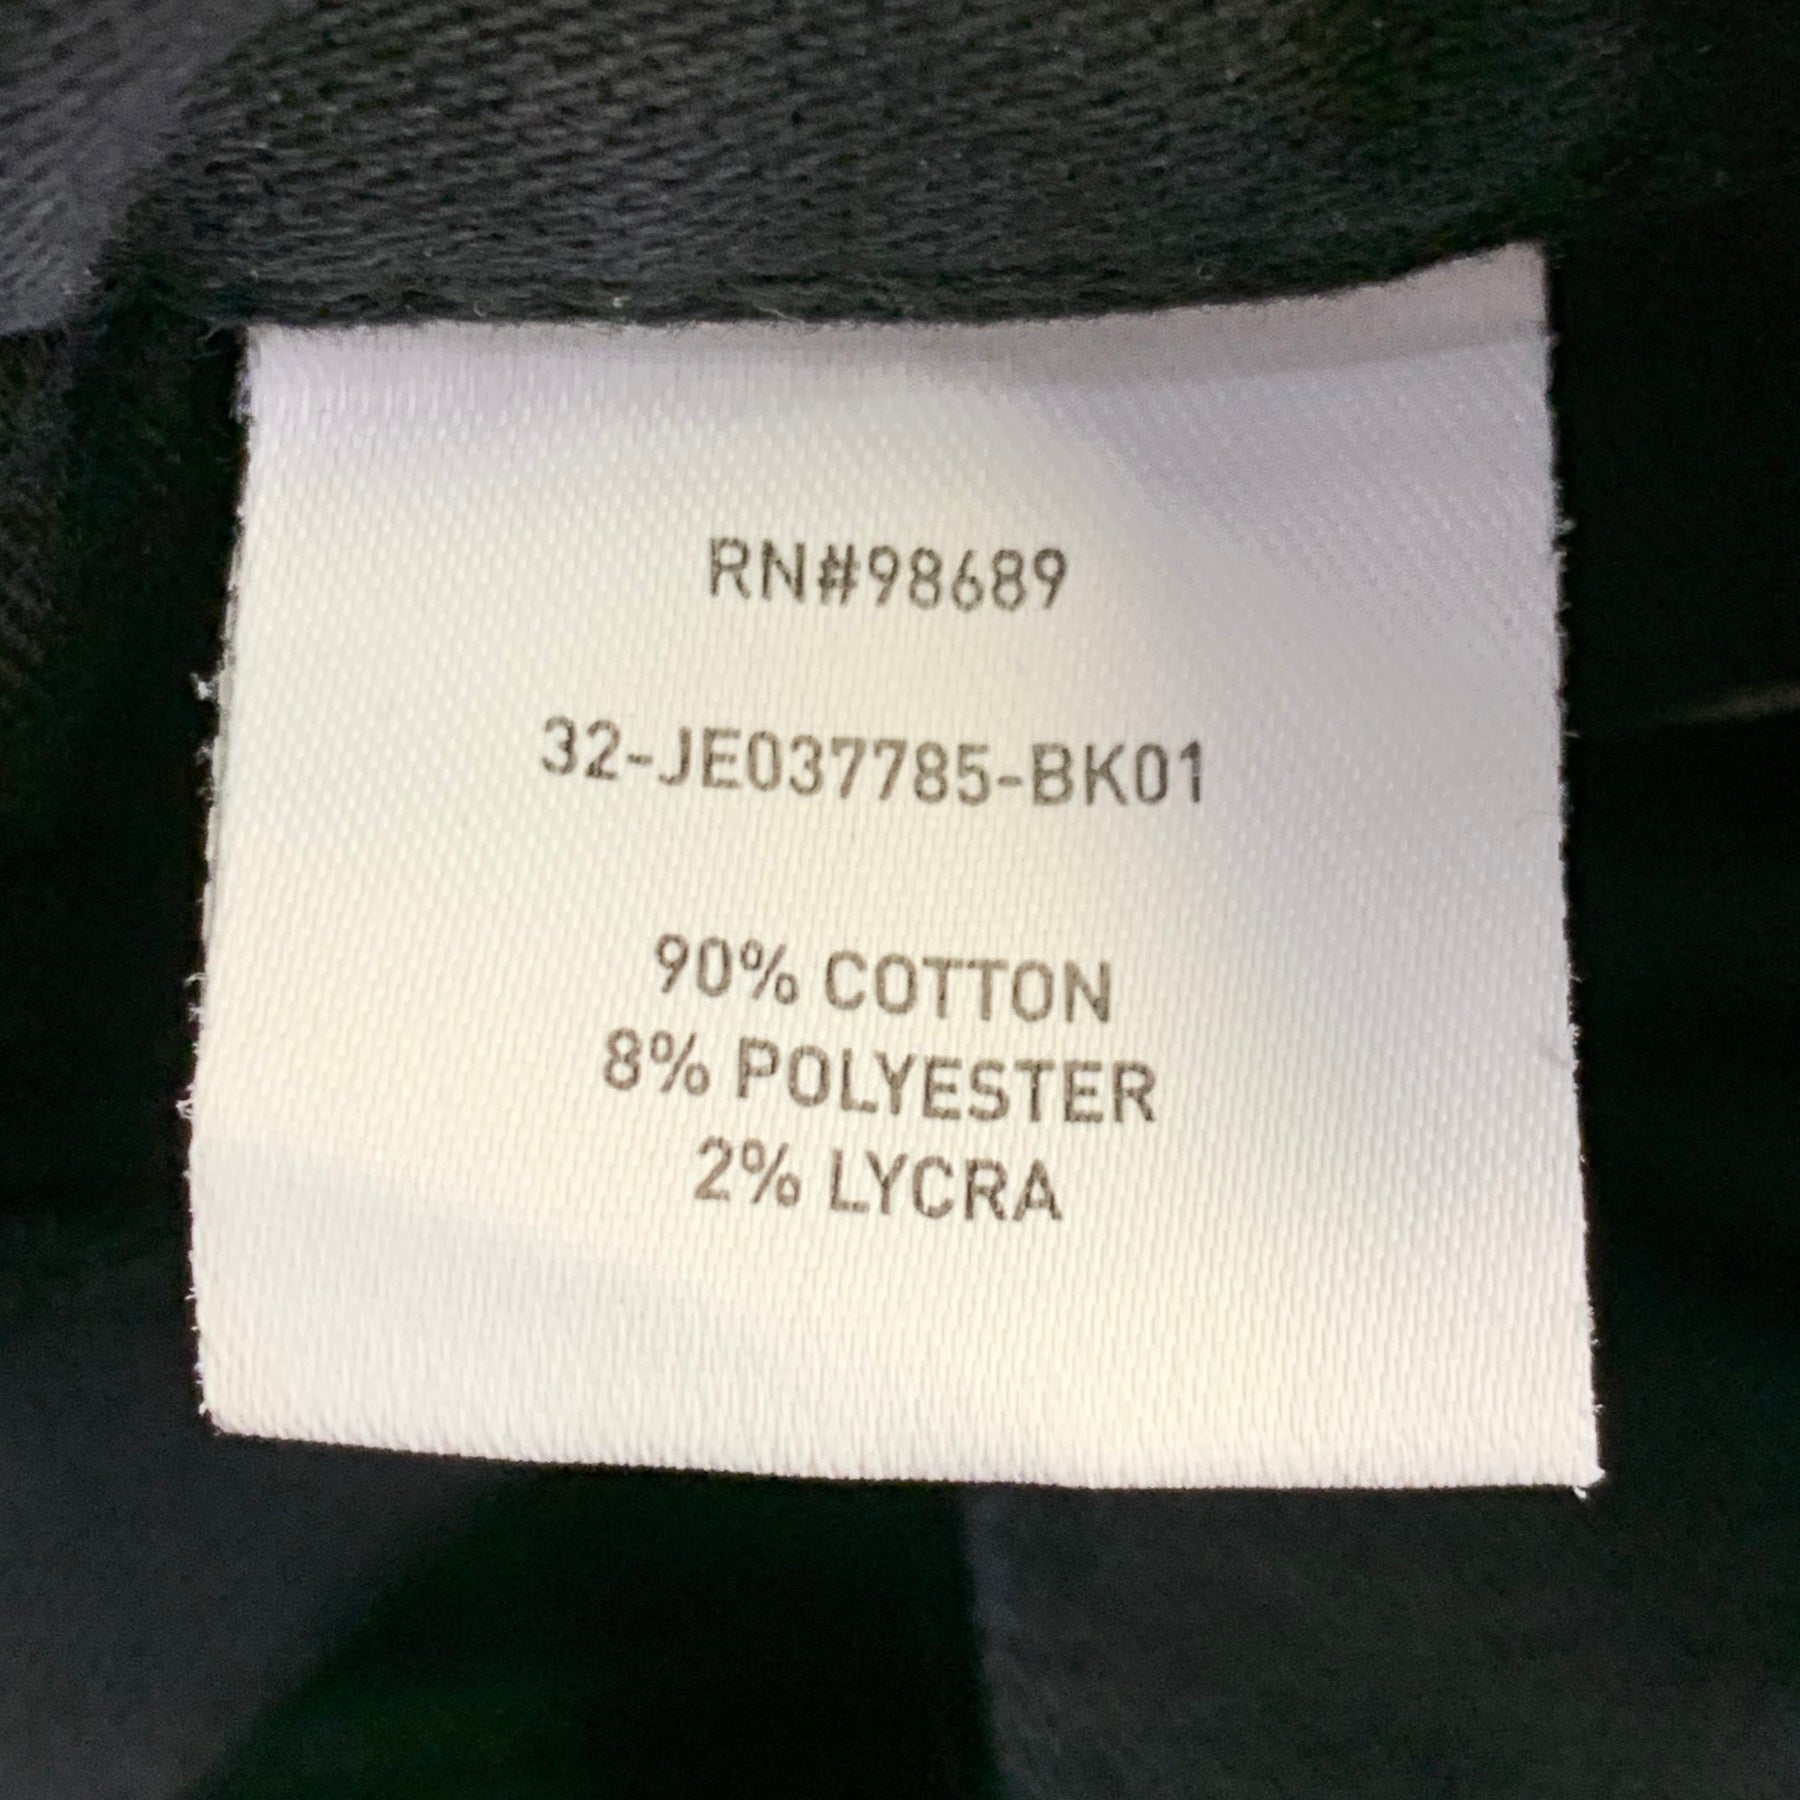 RN#98689
32-JE037785-BK01
90% COTTON
8% POLYESTER
2% LYCRA